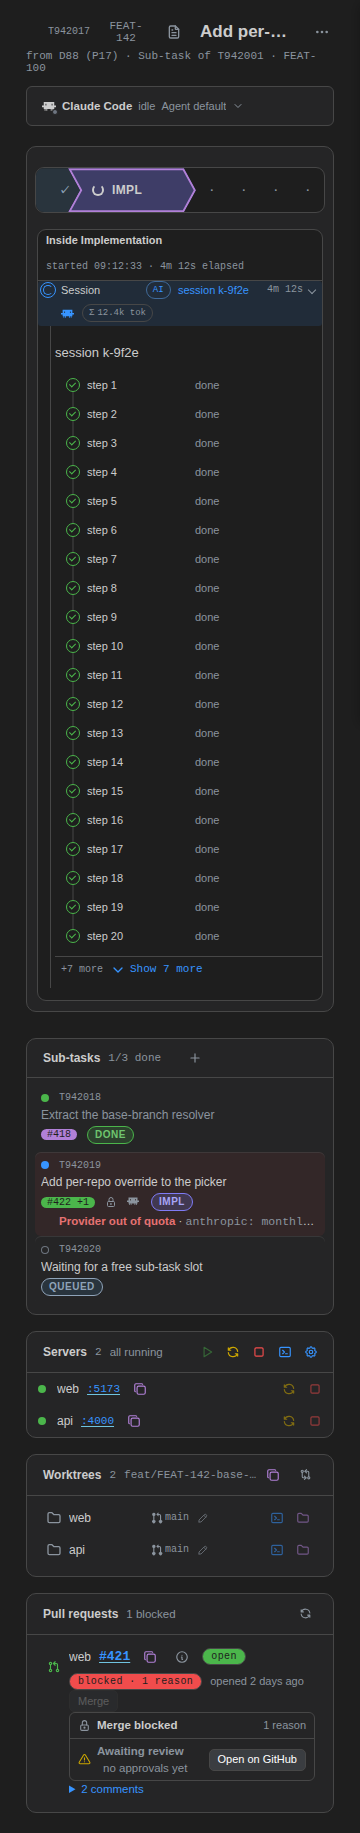 T942017 FEAT-142 Add per-…
from D88 (P17) · Sub-task of T942001 · FEAT-100
Claude Code idle Agent default
✓ IMPL
Inside Implementation
started 09:12:33 · 4m 12s elapsed
Session AI session k-9f2e 4m 12s
Σ 12.4k tok
session k-9f2e
step 1 done
step 2 done
step 3 done
step 4 done
step 5 done
step 6 done
step 7 done
step 8 done
step 9 done
step 10 done
step 11 done
step 12 done
step 13 done
step 14 done
step 15 done
step 16 done
step 17 done
step 18 done
step 19 done
step 20 done
+7 more Show 7 more
Sub-tasks 1/3 done
T942018
Extract the base-branch resolver
#418 DONE
T942019
Add per-repo override to the picker
#422 +1 IMPL
Provider out of quota · anthropic: monthl…
T942020
Waiting for a free sub-task slot
QUEUED
Servers 2 all running
web :5173
api :4000
Worktrees 2 feat/FEAT-142-base-…
web main
api main
Pull requests 1 blocked
web #421 open
blocked · 1 reason opened 2 days ago
Merge
Merge blocked 1 reason
Awaiting review
no approvals yet
Open on GitHub
2 comments